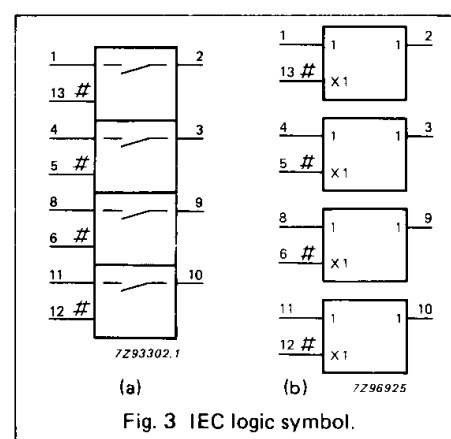 1 2
13 #
4 3
5 #
8 9
6 #
11 10
12 #
7Z93302.1
(a)
1 1 1 2
13 # X1
4 1 1 3
5 # X1
8 1 1 9
6 # X1
11 1 1 10
12 # X1
7Z96925
(b)
Fig. 3 IEC logic symbol.